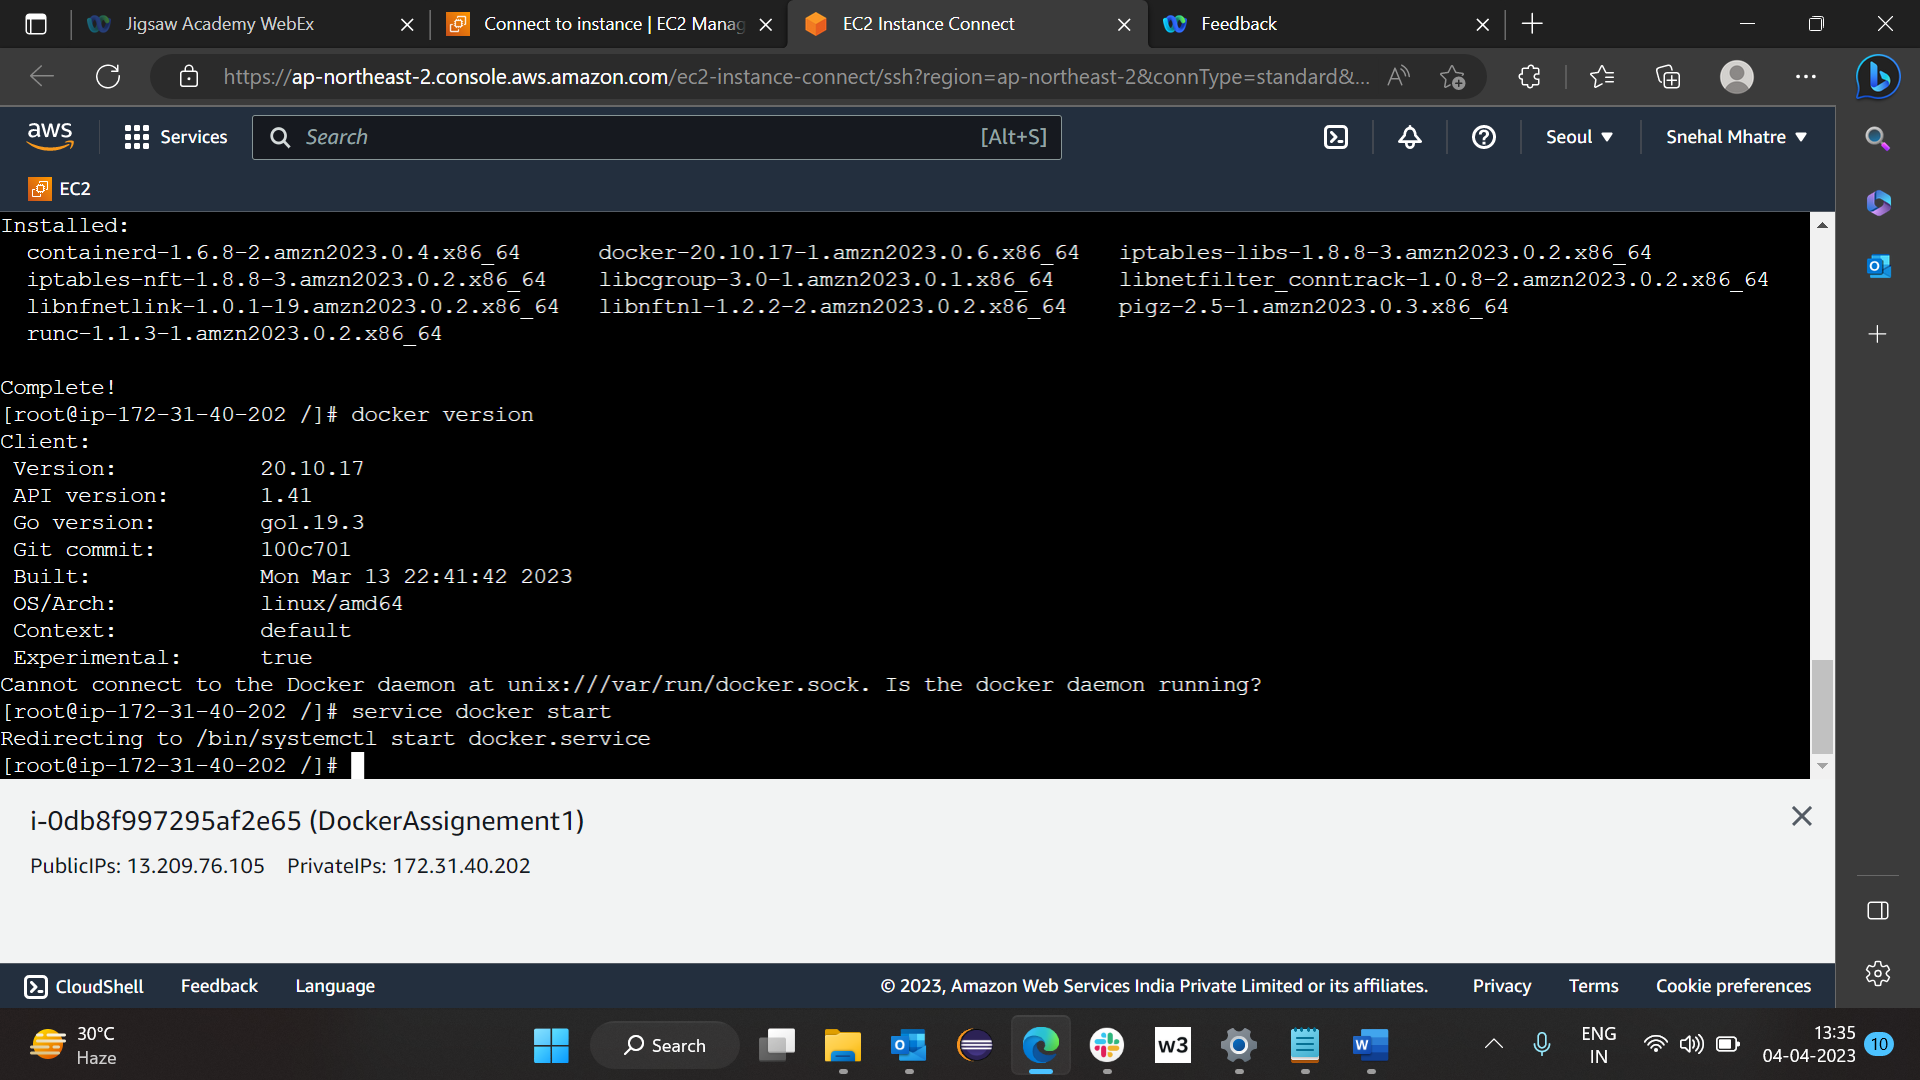 Jigsaw Academy WebEx
Connect to instance | EC2 Manag
EC2 Instance Connect
Feedback
https://ap-northeast-2.console.aws.amazon.com/ec2-instance-connect/ssh?region=ap-northeast-2&connType=standard&...
aws
Services
Search
[Alt+S]
Seoul
Snehal Mhatre
EC2
Installed:
containerd-1.6.8-2.amzn2023.0.4.x86_64 docker-20.10.17-1.amzn2023.0.6.x86_64 iptables-libs-1.8.8-3.amzn2023.0.2.x86_64
iptables-nft-1.8.8-3.amzn2023.0.2.x86_64 libcgroup-3.0-1.amzn2023.0.1.x86_64 libnetfilter_conntrack-1.0.8-2.amzn2023.0.2.x86_64
libnfnetlink-1.0.1-19.amzn2023.0.2.x86_64 libnftnl-1.2.2-2.amzn2023.0.2.x86_64 pigz-2.5-1.amzn2023.0.3.x86_64
runc-1.1.3-1.amzn2023.0.2.x86_64
Complete!
[root@ip-172-31-40-202 /]# docker version
Client:
Version: 20.10.17
API version: 1.41
Go version: go1.19.3
Git commit: 100c701
Built: Mon Mar 13 22:41:42 2023
OS/Arch: linux/amd64
Context: default
Experimental: true
Cannot connect to the Docker daemon at unix:///var/run/docker.sock. Is the docker daemon running?
[root@ip-172-31-40-202 /]# service docker start
Redirecting to /bin/systemctl start docker.service
[root@ip-172-31-40-202 /]#
i-0db8f997295af2e65 (DockerAssignement1)
PublicIPs: 13.209.76.105 PrivateIPs: 172.31.40.202
CloudShell
Feedback
Language
© 2023, Amazon Web Services India Private Limited or its affiliates.
Privacy
Terms
Cookie preferences
30°C
Haze
Search
w3
ENG
IN
13:35
04-04-2023
10